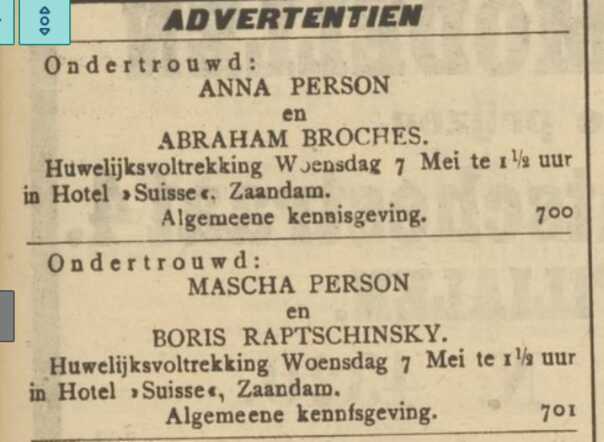 ADVERTENTIEN
Ondertrouwd:
ANNA PERSON
en
ABRAHAM BROCHES.
Huwelijksvoltrekking Woensdag 7 Mei te 1½ uur
in Hotel »Suisse«, Zaandam.
Algemeene kennisgeving. 700
Ondertrouwd:
MASCHA PERSON
en
BORIS RAPTSCHINSKY.
Huwelijksvoltrekking Woensdag 7 Mei te 1½ uur
in Hotel »Suisse«, Zaandam.
Algemeene kennfsgeving. 701